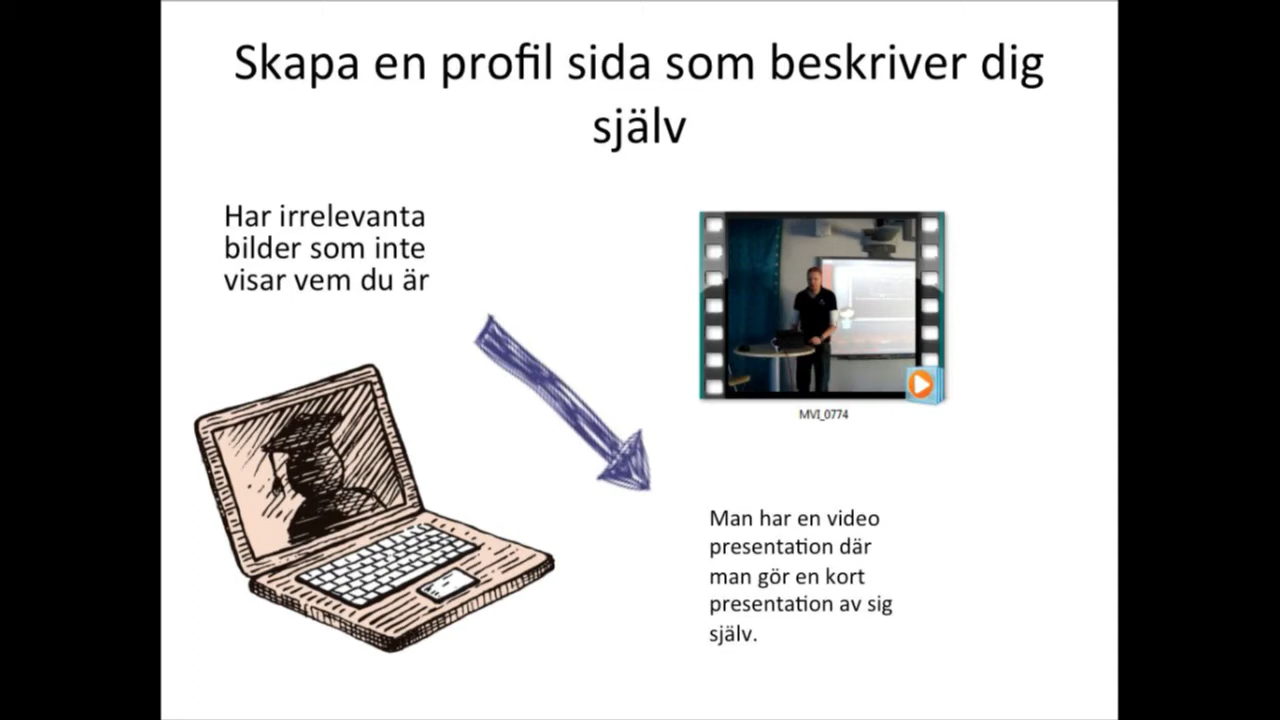 Skapa en profil sida som beskriver dig
själv
Har irrelevanta
bilder som inte
visar vem du är
MVI_0774
Man har en video
presentation där
man gör en kort
presentation av sig
själv.